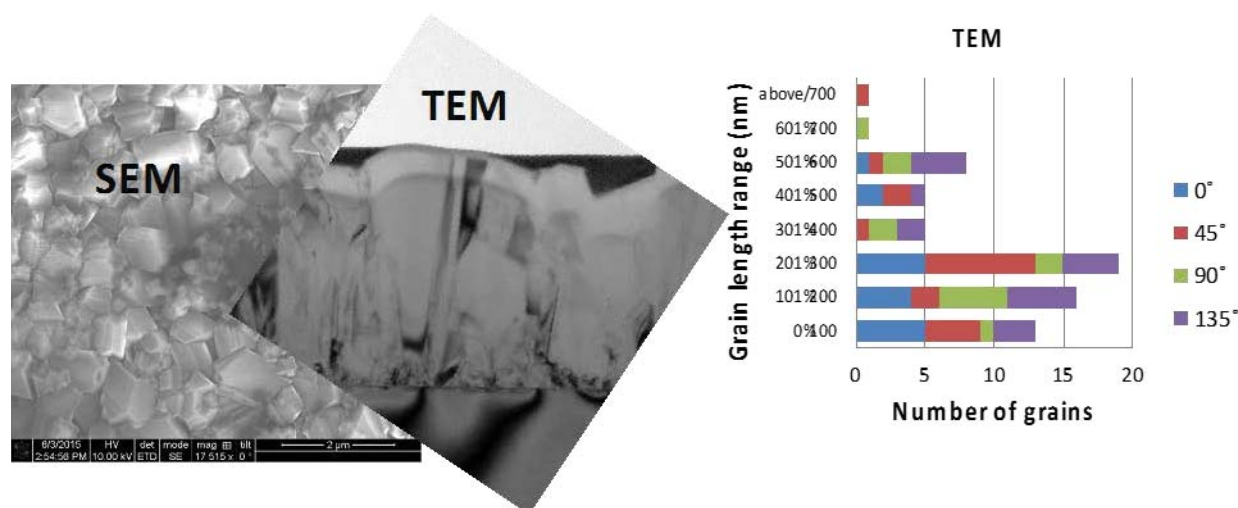 SEM
TEM
6/3/2015 HV det mode mag ⊞ tilt
2:54:56 PM 10.00 kV ETD SE 17 515 x 0 °
2 µm
TEM
Grain length range (nm)
above/700
601%700
501%600
401%500
301%400
201%300
101%200
0%100
0 5 10 15 20
Number of grains
0°
45°
90°
135°